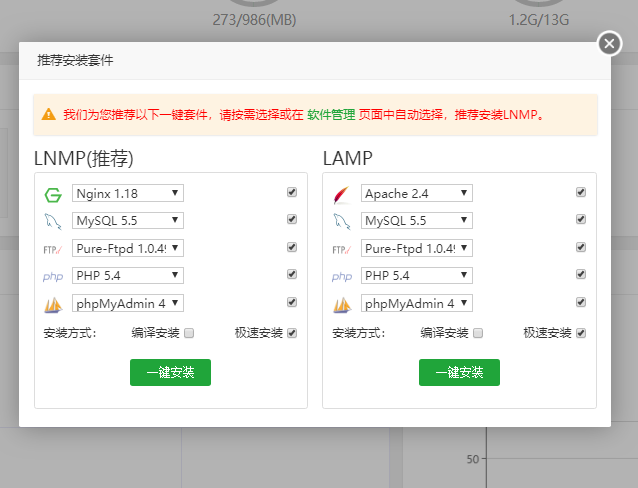 273/986(MB)
1.2G/13G
推荐安装套件
我们为您推荐以下一键套件，请按需选择或在 软件管理 页面中自动选择，推荐安装LNMP。
LNMP(推荐)
Nginx 1.18
MySQL 5.5
FTP
Pure-Ftpd 1.0.49
php
PHP 5.4
phpMyAdmin 4
安装方式：
编译安装
极速安装
一键安装
LAMP
Apache 2.4
MySQL 5.5
FTP
Pure-Ftpd 1.0.49
php
PHP 5.4
phpMyAdmin 4
安装方式：
编译安装
极速安装
一键安装
50